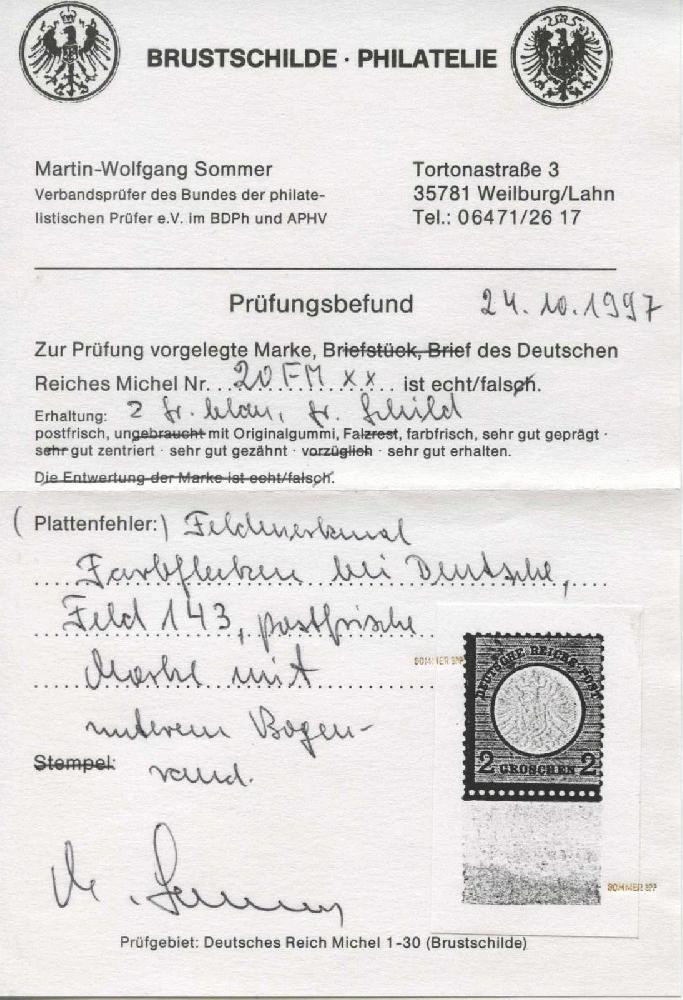 BRUSTSCHILDE · PHILATELIE
Martin-Wolfgang Sommer
Verbandsprüfer des Bundes der philate-
listischen Prüfer e.V. im BDPh und APHV
Tortonastraße 3
35781 Weilburg/Lahn
Tel.: 06471/26 17
Prüfungsbefund 24.10.1997
Zur Prüfung vorgelegte Marke, Briefstück, Brief des Deutschen
Reiches Michel Nr. 20 FM xx ist echt/falsch.
Erhaltung: 2 Gr. blau, gr. Schild
postfrisch, ungebraucht mit Originalgummi, Falzrest, farbfrisch, sehr gut geprägt ·
sehr gut zentriert · sehr gut gezähnt · vorzüglich · sehr gut erhalten.
Die Entwertung der Marke ist echt/falsch.
(Plattenfehler:) Feldmerkmal
Farbflecken bei Deutsche,
Feld 143, postfrische
Marke mit
unterem Bogen-
Stempel: rand.
SOMMER BPP
DEUTSCHE REICHS-POST
2 GROSCHEN 2
SOMMER BPP
M. Sommer
Prüfgebiet: Deutsches Reich Michel 1-30 (Brustschilde)